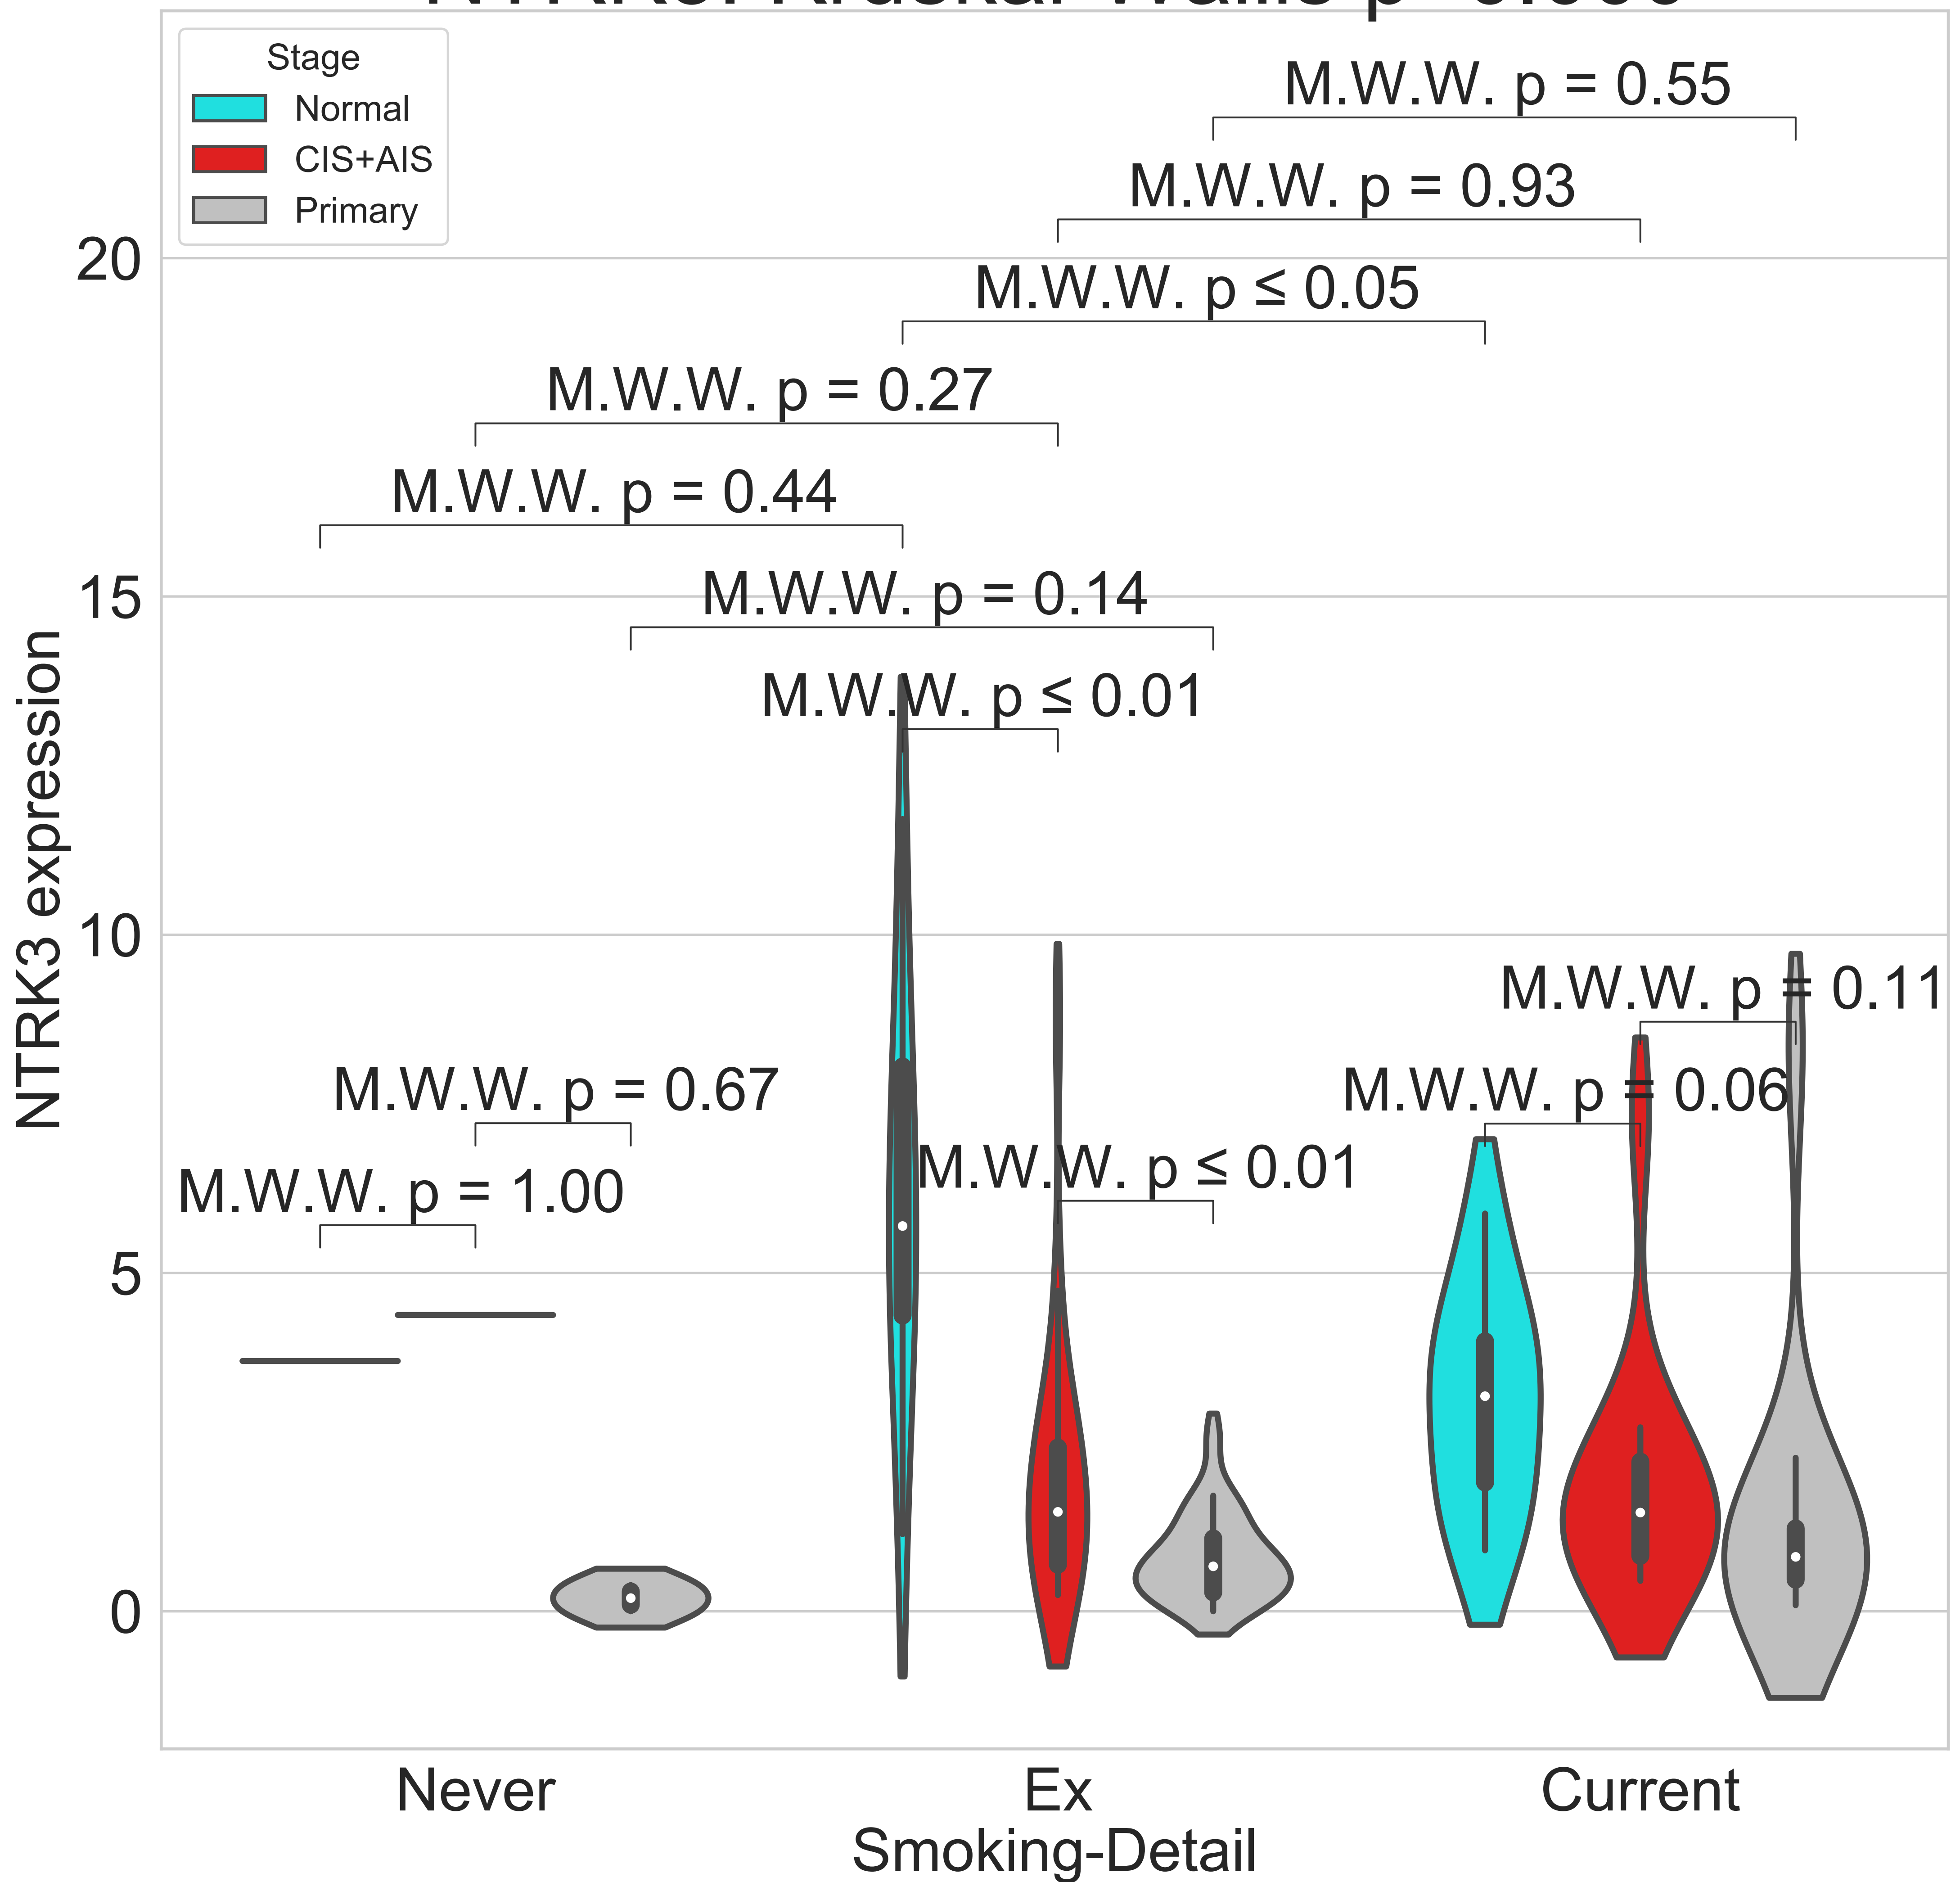 Stage
Normal
CIS+AIS
Primary
M.W.W. p = 0.55
M.W.W. p = 0.93
M.W.W. p ≤ 0.05
M.W.W. p = 0.27
M.W.W. p = 0.44
M.W.W. p = 0.14
M.W.W. p ≤ 0.01
M.W.W. p = 0.11
M.W.W. p = 0.67
M.W.W. p = 0.06
M.W.W. p ≤ 0.01
M.W.W. p = 1.00
20
15
10
5
0
NTRK3 expression
Never
Ex
Current
Smoking-Detail